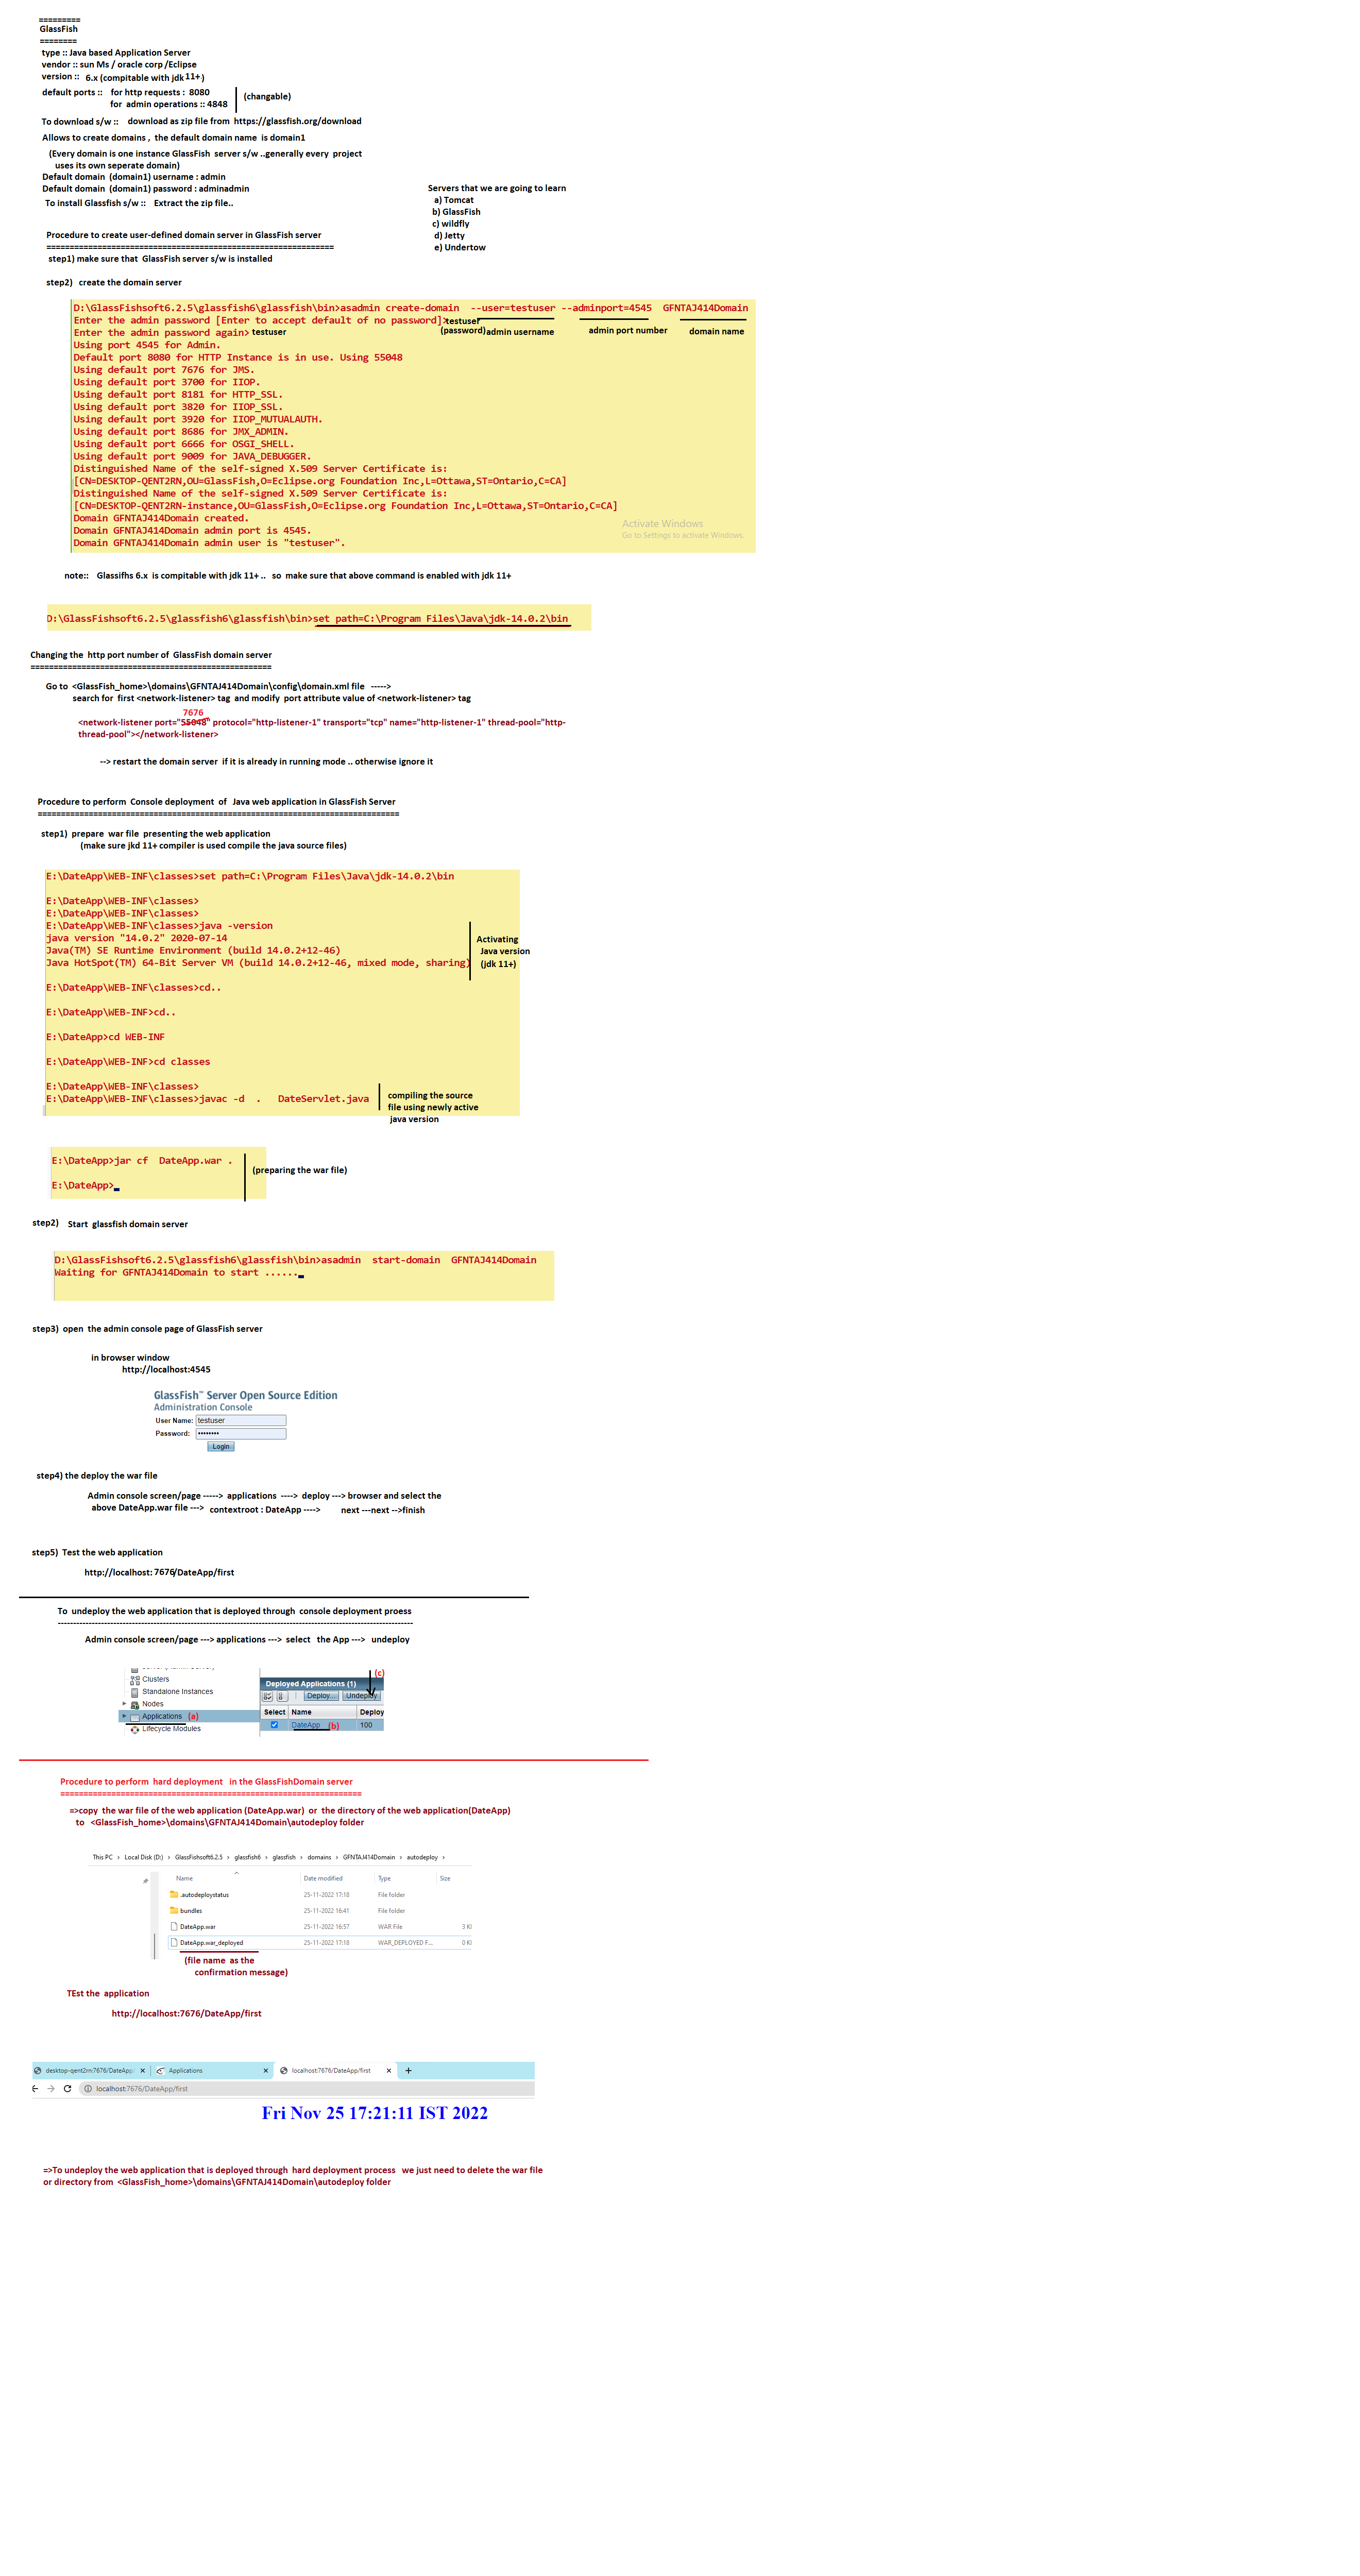 =========
GlassFish
========
type :: Java based Application Server
vendor :: sun Ms / oracle corp /Eclipse
version :: 6.x (compitable with jdk 11+ )
default ports :: for http requests : 8080
for admin operations :: 4848
(changable)
To download s/w :: download as zip file from https://glassfish.org/download
Allows to create domains , the default domain name is domain1
(Every domain is one instance GlassFish server s/w ..generally every project
uses its own seperate domain)
Default domain (domain1) username : admin
Default domain (domain1) password : adminadmin
To install Glassfish s/w :: Extract the zip file..
Servers that we are going to learn
a) Tomcat
b) GlassFish
c) wildfly
d) Jetty
e) Undertow
Procedure to create user-defined domain server in GlassFish server
==============================================================
step1) make sure that GlassFish server s/w is installed
step2) create the domain server
D:\GlassFishsoft6.2.5\glassfish6\glassfish\bin>asadmin create-domain --user=testuser --adminport=4545 GFNTAJ414Domain
Enter the admin password [Enter to accept default of no password]> testuser
(password) admin username admin port number domain name
Enter the admin password again> testuser
Using port 4545 for Admin.
Default port 8080 for HTTP Instance is in use. Using 55048
Using default port 7676 for JMS.
Using default port 3700 for IIOP.
Using default port 8181 for HTTP_SSL.
Using default port 3820 for IIOP_SSL.
Using default port 3920 for IIOP_MUTUALAUTH.
Using default port 8686 for JMX_ADMIN.
Using default port 6666 for OSGI_SHELL.
Using default port 9009 for JAVA_DEBUGGER.
Distinguished Name of the self-signed X.509 Server Certificate is:
[CN=DESKTOP-QENT2RN,OU=GlassFish,O=Eclipse.org Foundation Inc,L=Ottawa,ST=Ontario,C=CA]
Distinguished Name of the self-signed X.509 Server Certificate is:
[CN=DESKTOP-QENT2RN-instance,OU=GlassFish,O=Eclipse.org Foundation Inc,L=Ottawa,ST=Ontario,C=CA]
Domain GFNTAJ414Domain created.
Domain GFNTAJ414Domain admin port is 4545.
Domain GFNTAJ414Domain admin user is "testuser".
Activate Windows
Go to Settings to activate Windows.
note:: Glassifhs 6.x is compitable with jdk 11+ .. so make sure that above command is enabled with jdk 11+
D:\GlassFishsoft6.2.5\glassfish6\glassfish\bin>set path=C:\Program Files\Java\jdk-14.0.2\bin
Changing the http port number of GlassFish domain server
====================================================
Go to <GlassFish_home>\domains\GFNTAJ414Domain\config\domain.xml file ----->
search for first <network-listener> tag and modify port attribute value of <network-listener> tag
7676
<network-listener port="55048" protocol="http-listener-1" transport="tcp" name="http-listener-1" thread-pool="http-
thread-pool"></network-listener>
--> restart the domain server if it is already in running mode .. otherwise ignore it
Procedure to perform Console deployment of Java web application in GlassFish Server
==============================================================================
step1) prepare war file presenting the web application
(make sure jkd 11+ compiler is used compile the java source files)
E:\DateApp\WEB-INF\classes>set path=C:\Program Files\Java\jdk-14.0.2\bin
E:\DateApp\WEB-INF\classes>
E:\DateApp\WEB-INF\classes>
E:\DateApp\WEB-INF\classes>java -version
java version "14.0.2" 2020-07-14
Java(TM) SE Runtime Environment (build 14.0.2+12-46)
Java HotSpot(TM) 64-Bit Server VM (build 14.0.2+12-46, mixed mode, sharing)
Activating
Java version
(jdk 11+)
E:\DateApp\WEB-INF\classes>cd..
E:\DateApp\WEB-INF>cd..
E:\DateApp>cd WEB-INF
E:\DateApp\WEB-INF>cd classes
E:\DateApp\WEB-INF\classes>
E:\DateApp\WEB-INF\classes>javac -d . DateServlet.java
compiling the source
file using newly active
java version
E:\DateApp>jar cf DateApp.war .
(preparing the war file)
E:\DateApp>
step2) Start glassfish domain server
D:\GlassFishsoft6.2.5\glassfish6\glassfish\bin>asadmin start-domain GFNTAJ414Domain
Waiting for GFNTAJ414Domain to start ......
step3) open the admin console page of GlassFish server
in browser window
http://localhost:4545
GlassFish™ Server Open Source Edition
Administration Console
User Name: testuser
Password: ••••••••
Login
step4) the deploy the war file
Admin console screen/page -----> applications ----> deploy ---> browser and select the
above DateApp.war file ---> contextroot : DateApp ----> next ---next -->finish
step5) Test the web application
http://localhost: 7676/DateApp/first
To undeploy the web application that is deployed through console deployment proess
---------------------------------------------------------------------------------------------------------------
Admin console screen/page ---> applications ---> select the App ---> undeploy
Clusters
Standalone Instances
Nodes
Applications (a)
Lifecycle Modules
(c)
Deployed Applications (1)
Deploy... Undeploy
Select Name Deploy
DateApp (b) 100
Procedure to perform hard deployment in the GlassFishDomain server
=================================================================
=>copy the war file of the web application (DateApp.war) or the directory of the web application(DateApp)
to <GlassFish_home>\domains\GFNTAJ414Domain\autodeploy folder
This PC › Local Disk (D:) › GlassFishsoft6.2.5 › glassfish6 › glassfish › domains › GFNTAJ414Domain › autodeploy ›
Name Date modified Type Size
.autodeploystatus 25-11-2022 17:18 File folder
bundles 25-11-2022 16:41 File folder
DateApp.war 25-11-2022 16:57 WAR File 3 KI
DateApp.war_deployed 25-11-2022 17:18 WAR_DEPLOYED F... 0 KI
(file name as the
confirmation message)
TEst the application
http://localhost:7676/DateApp/first
desktop-qent2rn:7676/DateApp/ Applications localhost:7676/DateApp/first
localhost:7676/DateApp/first
Fri Nov 25 17:21:11 IST 2022
=>To undeploy the web application that is deployed through hard deployment process we just need to delete the war file
or directory from <GlassFish_home>\domains\GFNTAJ414Domain\autodeploy folder